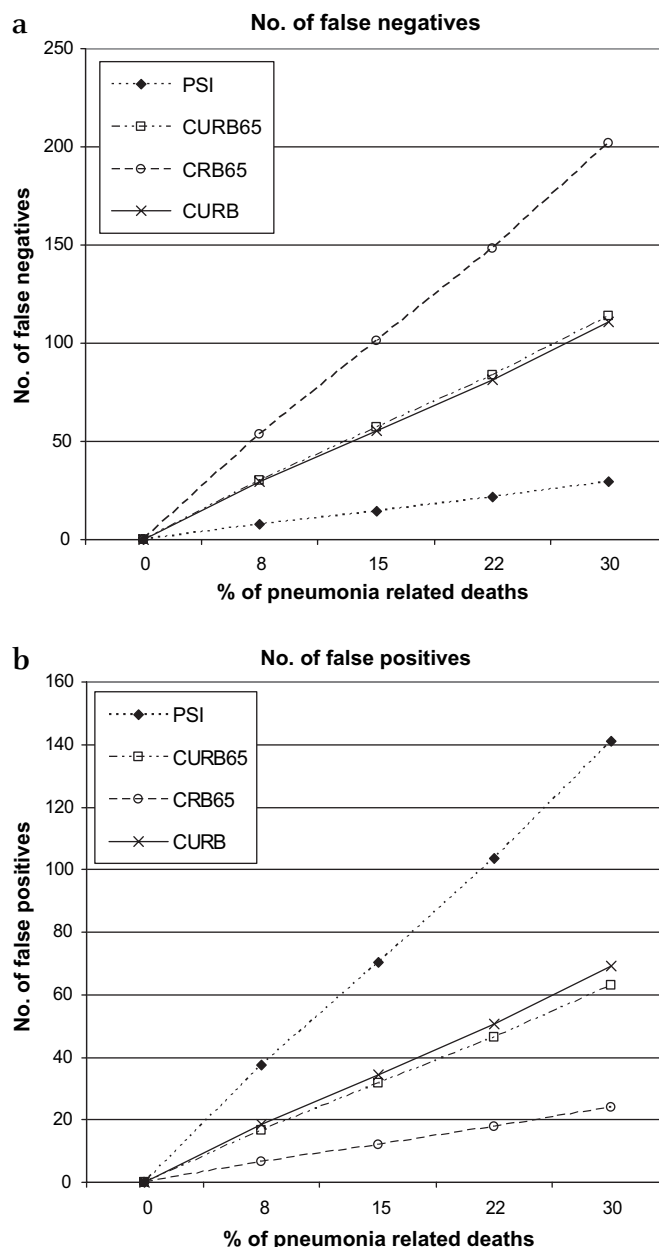 a
No. of false negatives
250
200
150
100
50
0
No. of false negatives
PSI
CURB65
CRB65
CURB
0 8 15 22 30
% of pneumonia related deaths
b
No. of false positives
160
140
120
100
80
60
40
20
0
No. of false positives
PSI
CURB65
CRB65
CURB
0 8 15 22 30
% of pneumonia related deaths